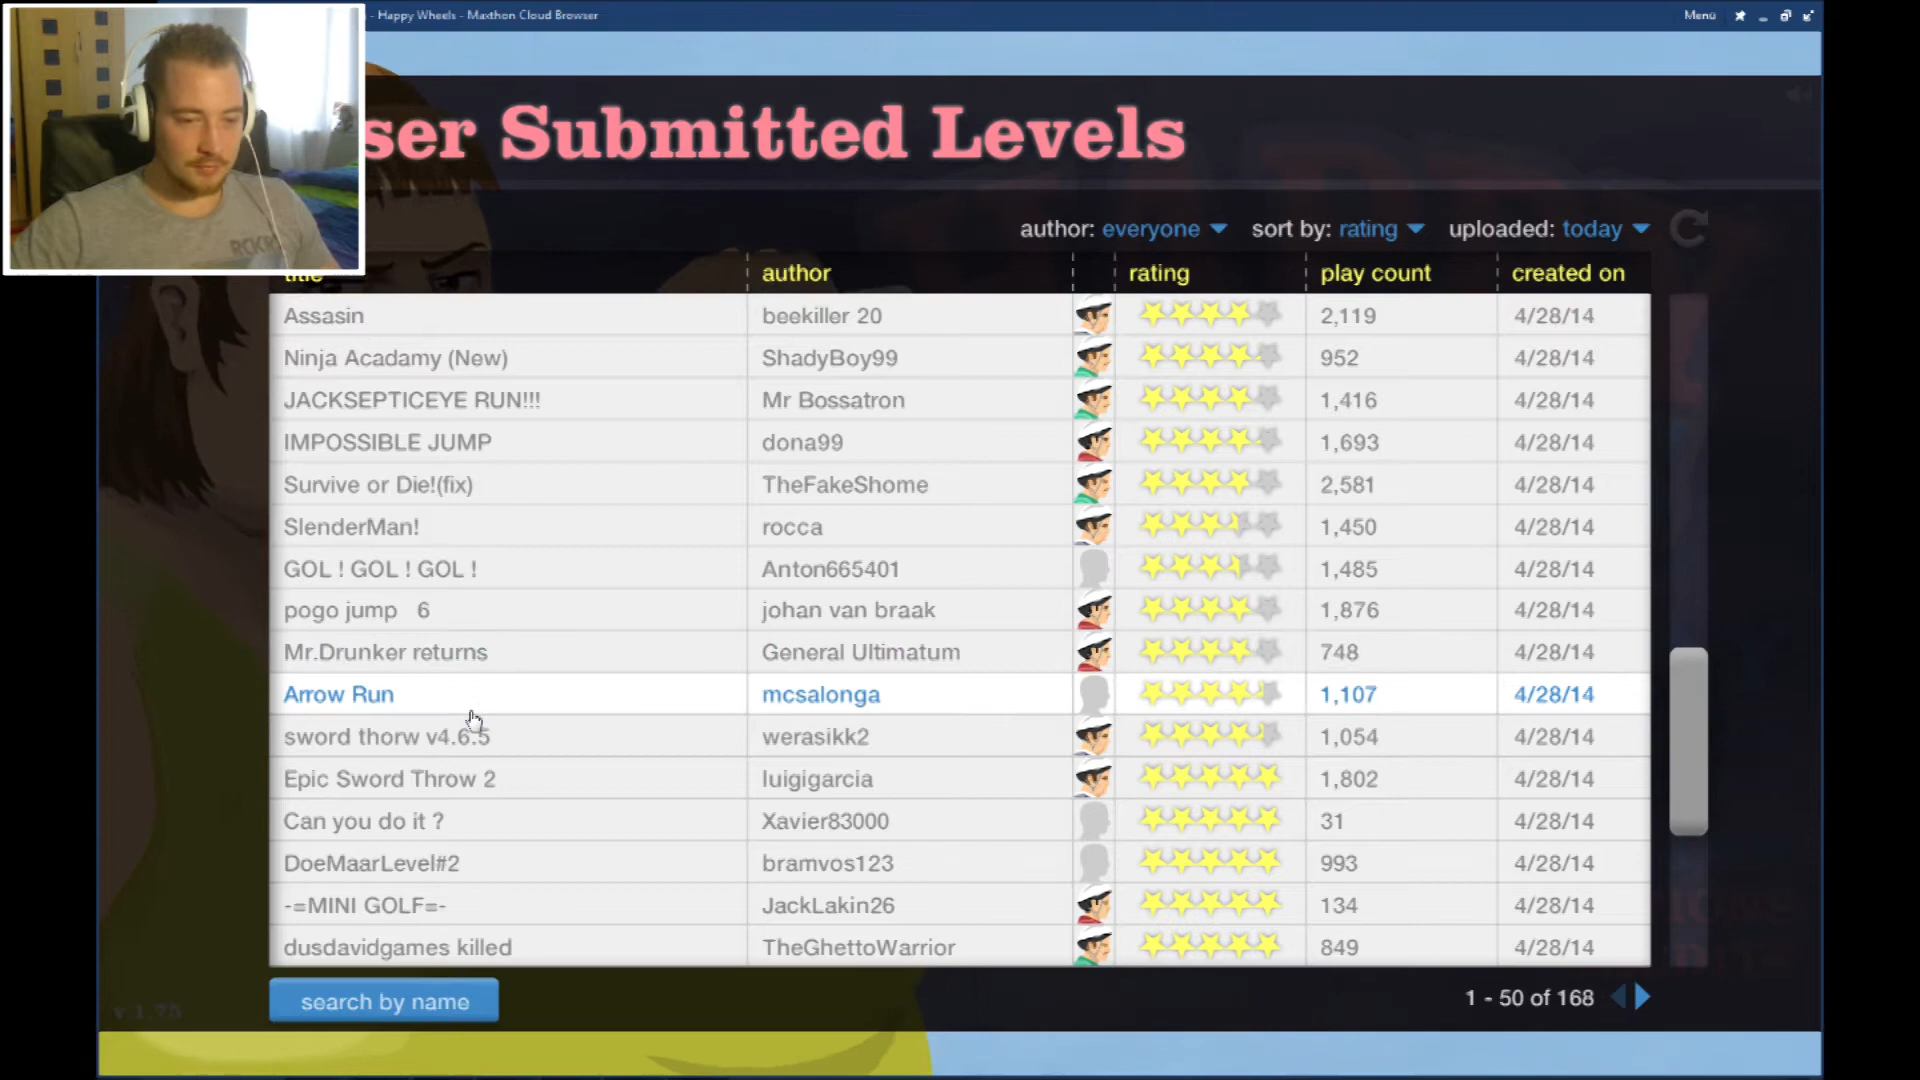 - Happy Wheels - Maxthon Cloud Browser
Menü
ser Submitted Levels
author: everyone sort by: rating uploaded: today
title author rating play count created on
Assasin beekiller 20 2,119 4/28/14
Ninja Acadamy (New) ShadyBoy99 952 4/28/14
JACKSEPTICEYE RUN!!! Mr Bossatron 1,416 4/28/14
IMPOSSIBLE JUMP dona99 1,693 4/28/14
Survive or Die!(fix) TheFakeShome 2,581 4/28/14
SlenderMan! rocca 1,450 4/28/14
GOL ! GOL ! GOL ! Anton665401 1,485 4/28/14
pogo jump 6 johan van braak 1,876 4/28/14
Mr.Drunker returns General Ultimatum 748 4/28/14
Arrow Run mcsalonga 1,107 4/28/14
sword thorw v4.6.5 werasikk2 1,054 4/28/14
Epic Sword Throw 2 luigigarcia 1,802 4/28/14
Can you do it ? Xavier83000 31 4/28/14
DoeMaarLevel#2 bramvos123 993 4/28/14
-=MINI GOLF=- JackLakin26 134 4/28/14
dusdavidgames killed TheGhettoWarrior 849 4/28/14
search by name
1 - 50 of 168